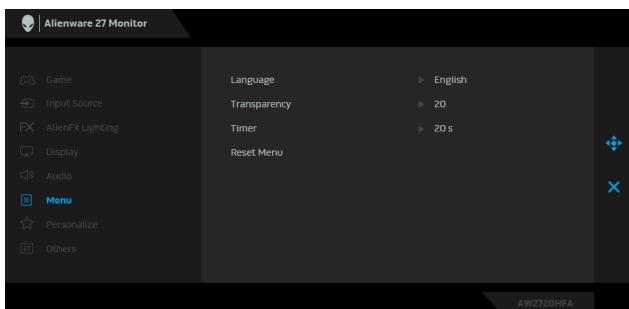 Alienware 27 Monitor
Game
Input Source
AlienFX Lighting
Display
Audio
Menu
Personalize
Others
Language English
Transparency 20
Timer 20 s
Reset Menu
AW2720HFA